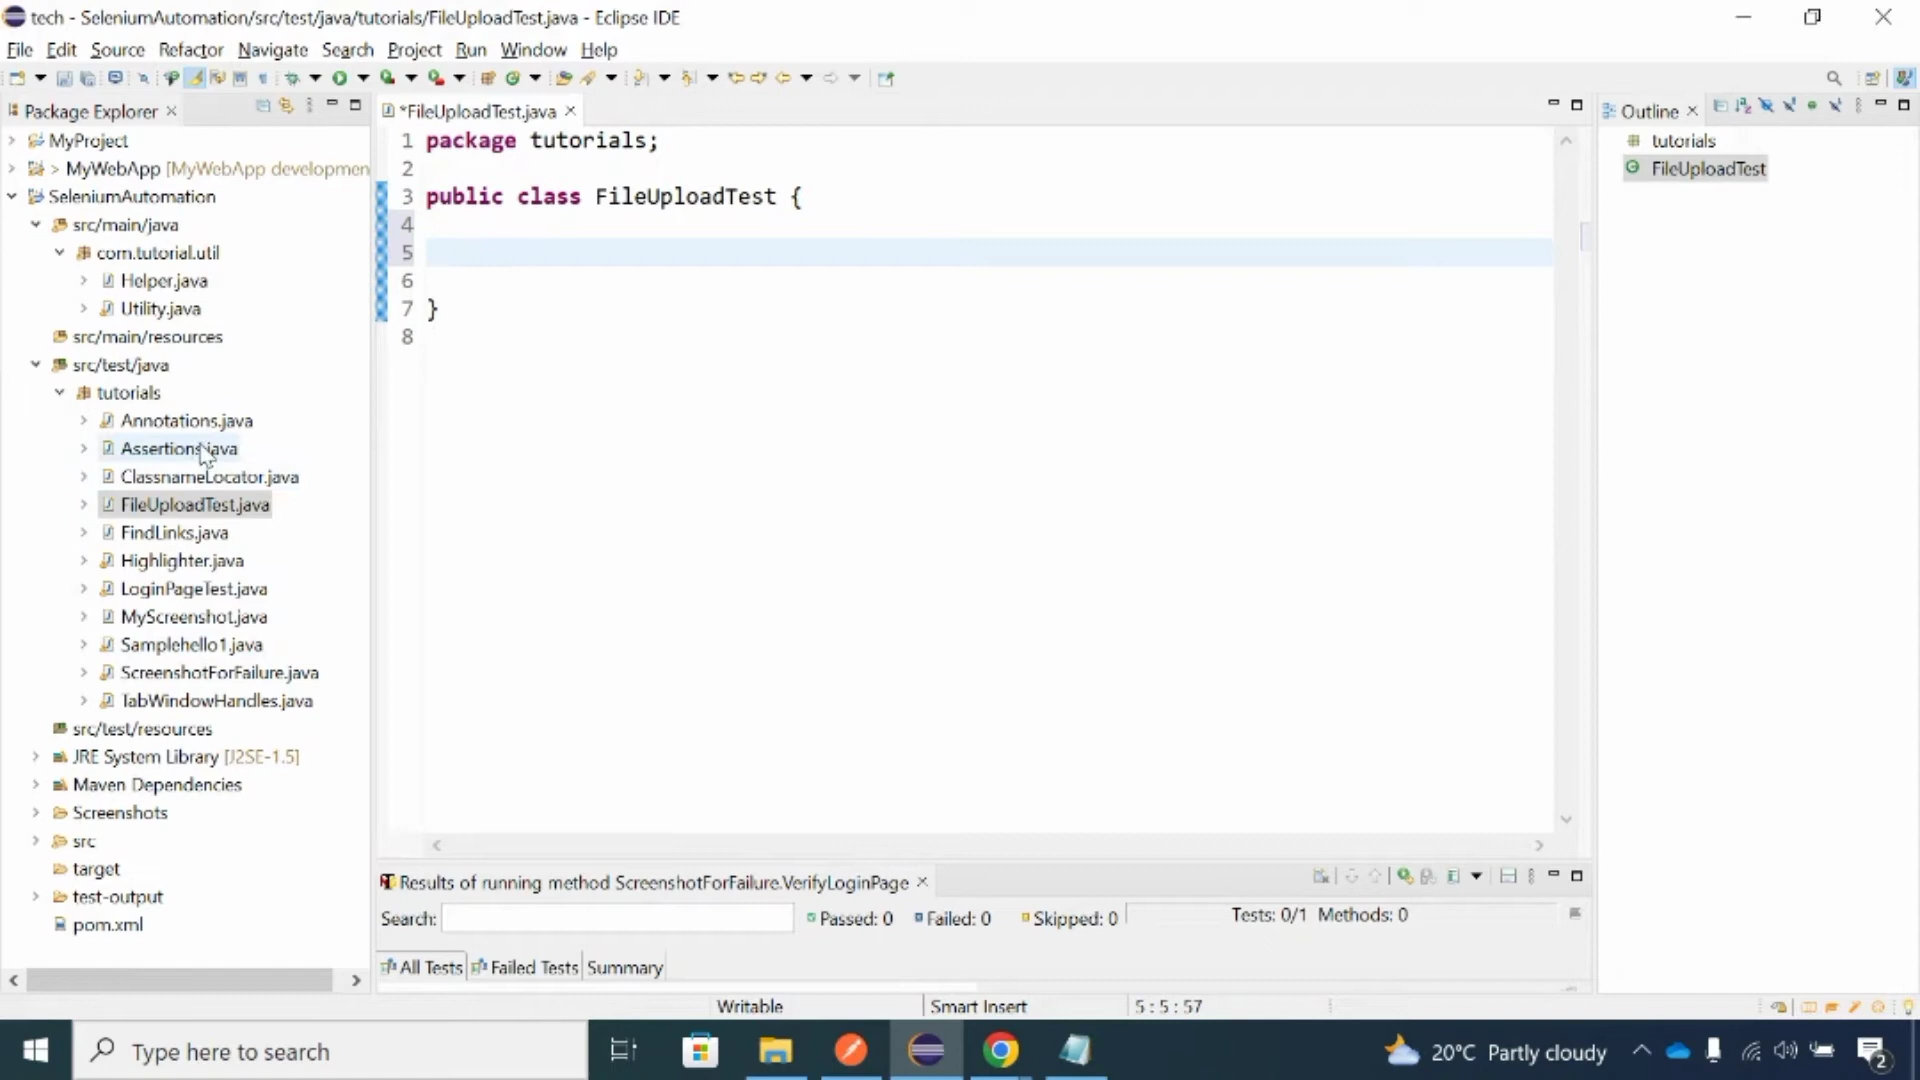 tech - SeleniumAutomation/src/test/java/tutorials/FileUploadTest.java - Eclipse IDE
File Edit Source Refactor Navigate Search Project Run Window Help
Package Explorer
MyProject
> MyWebApp [MyWebApp developmen
SeleniumAutomation
src/main/java
com.tutorial.util
Helper.java
Utility.java
src/main/resources
src/test/java
tutorials
Annotations.java
Assertions.java
ClassnameLocator.java
FileUploadTest.java
FindLinks.java
Highlighter.java
LoginPageTest.java
MyScreenshot.java
Samplehello1.java
ScreenshotForFailure.java
TabWindowHandles.java
src/test/resources
JRE System Library [J2SE-1.5]
Maven Dependencies
Screenshots
src
target
test-output
pom.xml
*FileUploadTest.java
1 package tutorials;
2
3 public class FileUploadTest {
4
5
6
7 }
8
Outline
tutorials
FileUploadTest
Results of running method ScreenshotForFailure.VerifyLoginPage
Search: Passed: 0 Failed: 0 Skipped: 0 Tests: 0/1 Methods: 0
All Tests Failed Tests Summary
Writable Smart Insert 5 : 5 : 57
Type here to search
20°C Partly cloudy
2